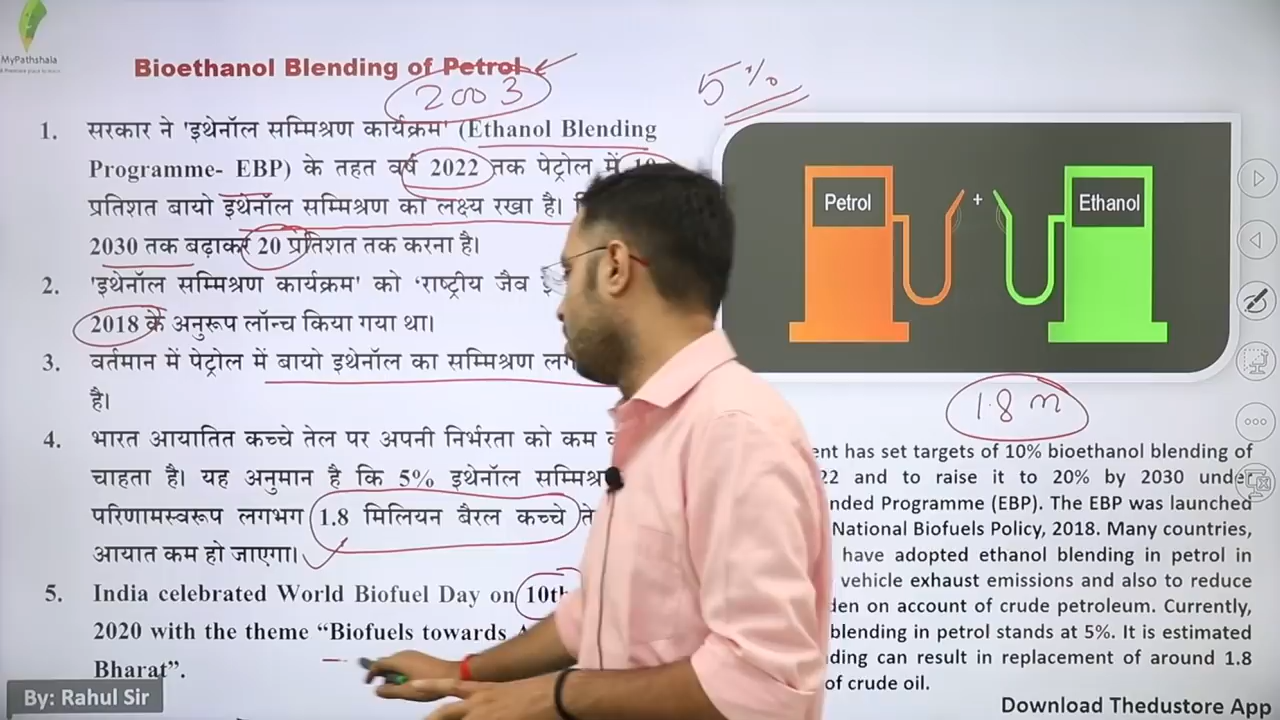 MyPathshala
Bioethanol Blending of Petrol
2003
5%
1. सरकार ने 'इथेनॉल सम्मिश्रण कार्यक्रम' (Ethanol Blending
Programme- EBP) के तहत वर्ष 2022 तक पेट्रोल में
प्रतिशत बायो इथेनॉल सम्मिश्रण का लक्ष्य रखा है।
2030 तक बढ़ाकर 20 प्रतिशत तक करना है।
2. 'इथेनॉल सम्मिश्रण कार्यक्रम' को ‘राष्ट्रीय जैव
2018 के अनुरूप लॉन्च किया गया था।
3. वर्तमान में पेट्रोल में बायो इथेनॉल का सम्मिश्रण
है।
4. भारत आयातित कच्चे तेल पर अपनी निर्भरता को कम
चाहता है। यह अनुमान है कि 5% इथेनॉल
परिणामस्वरूप लगभग 1.8 मिलियन बैरल कच्चे
आयात कम हो जाएगा।
5. India celebrated World Biofuel Day on 10th
2020 with the theme “Biofuels towards
Bharat”.
By: Rahul Sir
Petrol + Ethanol
1.8 m
has set targets of 10% bioethanol blending of
and to raise it to 20% by 2030 under
Programme (EBP). The EBP was launched
National Biofuels Policy, 2018. Many countries,
have adopted ethanol blending in petrol in
vehicle exhaust emissions and also to reduce
on account of crude petroleum. Currently,
blending in petrol stands at 5%. It is estimated
can result in replacement of around 1.8
of crude oil.
Download Thedustore App